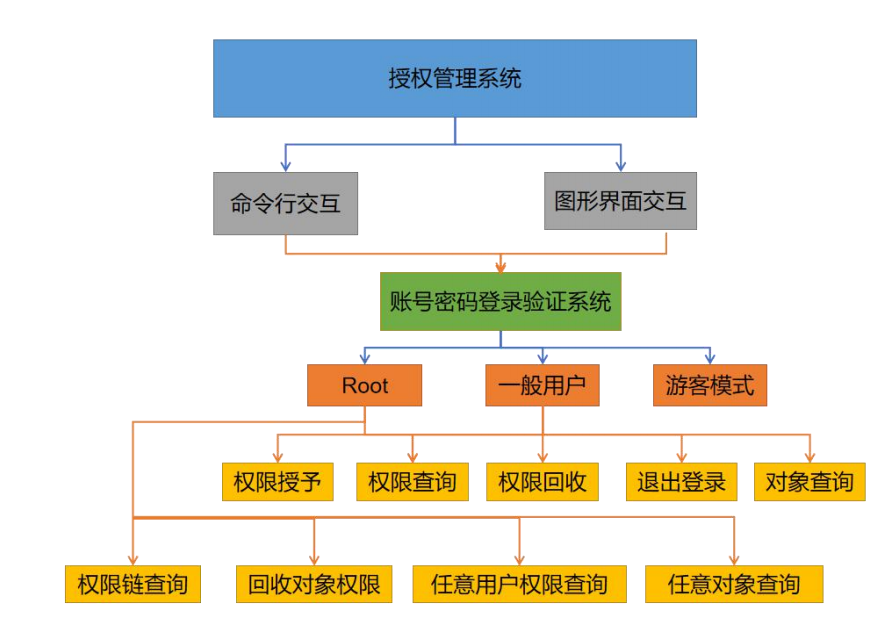 授权管理系统
命令行交互
图形界面交互
账号密码登录验证系统
Root
一般用户
游客模式
权限授予
权限查询
权限回收
退出登录
对象查询
权限链查询
回收对象权限
任意用户权限查询
任意对象查询